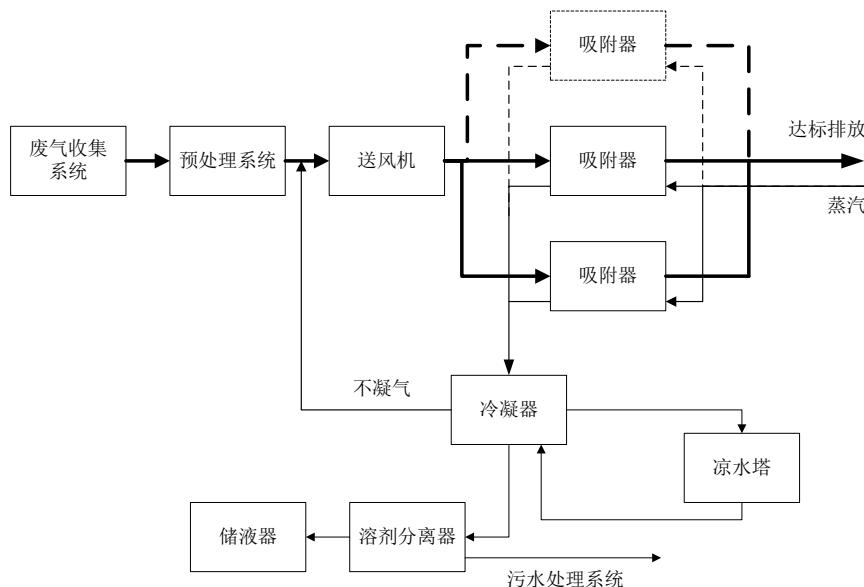 吸附器
达标排放
废气收集
系统
预处理系统
送风机
吸附器
蒸汽
吸附器
不凝气
冷凝器
凉水塔
储液器
溶剂分离器
污水处理系统